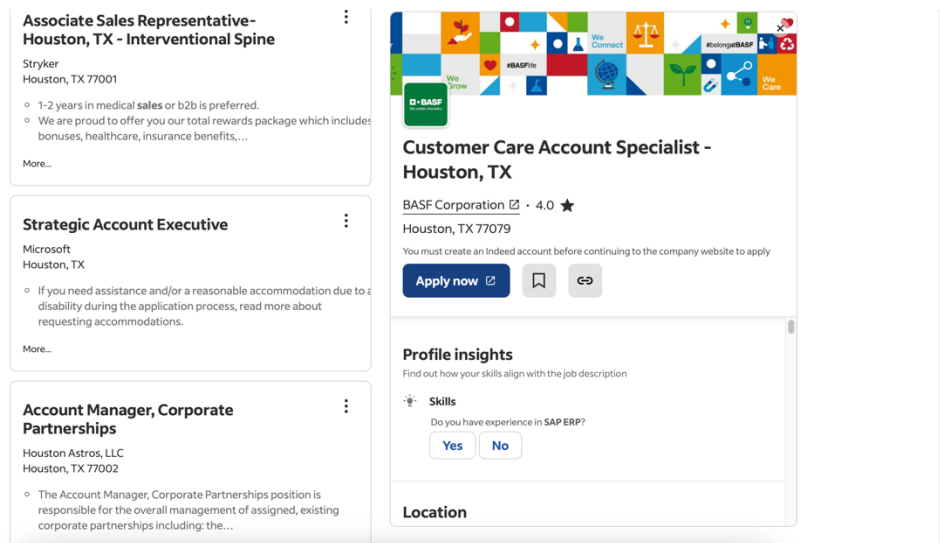 Associate Sales Representative-
Houston, TX - Interventional Spine
Stryker
Houston, TX 77001
1-2 years in medical sales or b2b is preferred.
We are proud to offer you our total rewards package which includes
bonuses, healthcare, insurance benefits,…
More...
Strategic Account Executive
Microsoft
Houston, TX
If you need assistance and/or a reasonable accommodation due to a
disability during the application process, read more about
requesting accommodations.
More...
Account Manager, Corporate
Partnerships
Houston Astros, LLC
Houston, TX 77002
The Account Manager, Corporate Partnerships position is
responsible for the overall management of assigned, existing
corporate partnerships including: the…
We
Connect
#belongatBASF
#BASFlife
We
Grow
We
Care
BASF
We create chemistry
Customer Care Account Specialist -
Houston, TX
BASF Corporation · 4.0
Houston, TX 77079
You must create an Indeed account before continuing to the company website to apply
Apply now
Profile insights
Find out how your skills align with the job description
Skills
Do you have experience in SAP ERP?
Yes No
Location